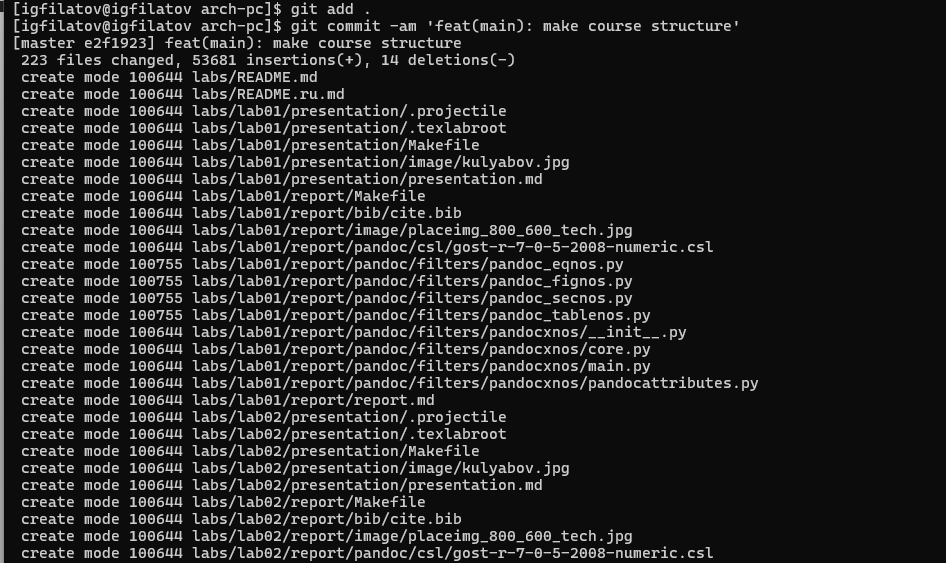 [igfilatov@igfilatov arch-pc]$ git add .
[igfilatov@igfilatov arch-pc]$ git commit -am 'feat(main): make course structure'
[master e2f1923] feat(main): make course structure
 223 files changed, 53681 insertions(+), 14 deletions(-)
 create mode 100644 labs/README.md
 create mode 100644 labs/README.ru.md
 create mode 100644 labs/lab01/presentation/.projectile
 create mode 100644 labs/lab01/presentation/.texlabroot
 create mode 100644 labs/lab01/presentation/Makefile
 create mode 100644 labs/lab01/presentation/image/kulyabov.jpg
 create mode 100644 labs/lab01/presentation/presentation.md
 create mode 100644 labs/lab01/report/Makefile
 create mode 100644 labs/lab01/report/bib/cite.bib
 create mode 100644 labs/lab01/report/image/placeimg_800_600_tech.jpg
 create mode 100644 labs/lab01/report/pandoc/csl/gost-r-7-0-5-2008-numeric.csl
 create mode 100755 labs/lab01/report/pandoc/filters/pandoc_eqnos.py
 create mode 100755 labs/lab01/report/pandoc/filters/pandoc_fignos.py
 create mode 100755 labs/lab01/report/pandoc/filters/pandoc_secnos.py
 create mode 100755 labs/lab01/report/pandoc/filters/pandoc_tablenos.py
 create mode 100644 labs/lab01/report/pandoc/filters/pandocxnos/__init__.py
 create mode 100644 labs/lab01/report/pandoc/filters/pandocxnos/core.py
 create mode 100644 labs/lab01/report/pandoc/filters/pandocxnos/main.py
 create mode 100644 labs/lab01/report/pandoc/filters/pandocxnos/pandocattributes.py
 create mode 100644 labs/lab01/report/report.md
 create mode 100644 labs/lab02/presentation/.projectile
 create mode 100644 labs/lab02/presentation/.texlabroot
 create mode 100644 labs/lab02/presentation/Makefile
 create mode 100644 labs/lab02/presentation/image/kulyabov.jpg
 create mode 100644 labs/lab02/presentation/presentation.md
 create mode 100644 labs/lab02/report/Makefile
 create mode 100644 labs/lab02/report/bib/cite.bib
 create mode 100644 labs/lab02/report/image/placeimg_800_600_tech.jpg
 create mode 100644 labs/lab02/report/pandoc/csl/gost-r-7-0-5-2008-numeric.csl